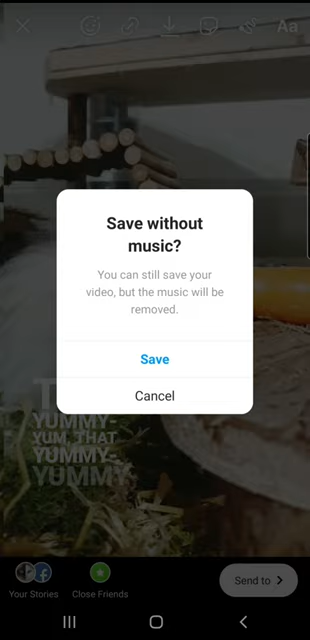 Aa
Save without
music?
You can still save your
video, but the music will be
removed.
Save
Cancel
YUMMY-
YUM, THAT
YUMMY-
YUMMY
Your Stories
Close Friends
Send to